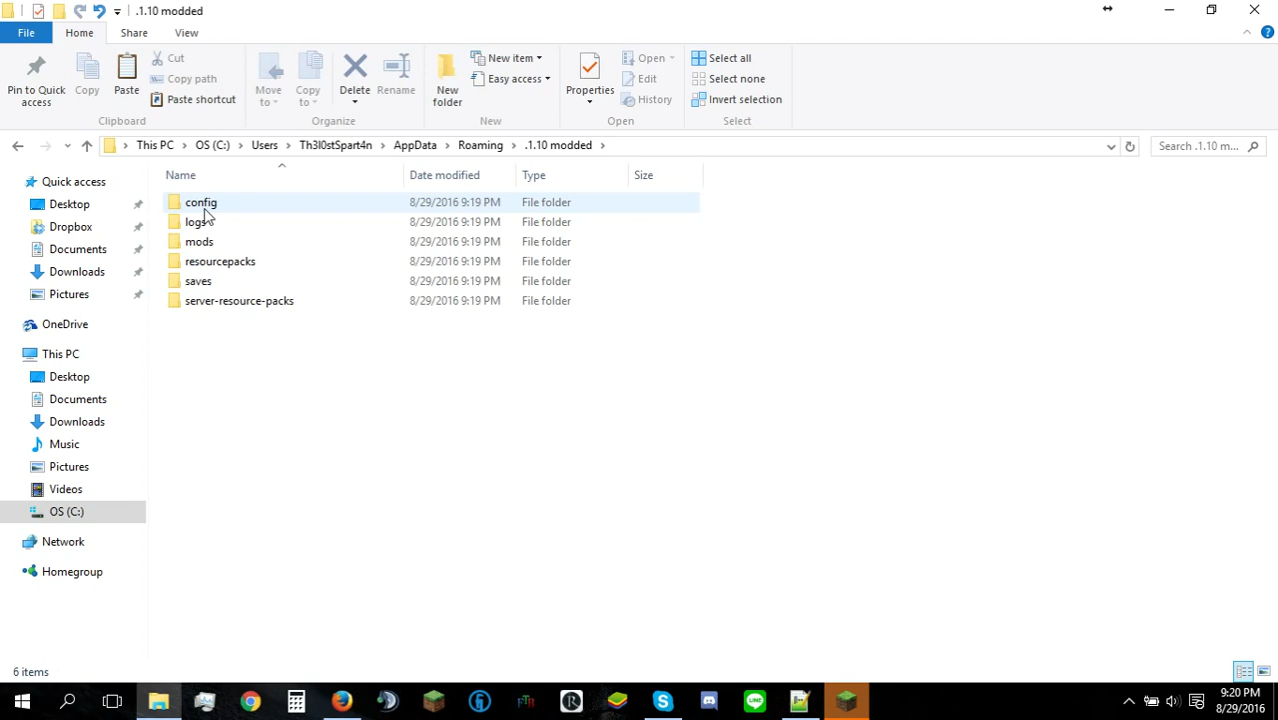 .1.10 modded
File Home Share View
Pin to Quick access
Copy
Paste
Cut
Copy path
Paste shortcut
Clipboard
Move to
Copy to
Delete
Rename
Organize
New folder
New item
Easy access
New
Properties
Open
Edit
History
Open
Select all
Select none
Invert selection
Select
This PC OS (C:) Users Th3l0stSpart4n AppData Roaming .1.10 modded
Search .1.10 m...
Name Date modified Type Size
config 8/29/2016 9:19 PM File folder
logs 8/29/2016 9:19 PM File folder
mods 8/29/2016 9:19 PM File folder
resourcepacks 8/29/2016 9:19 PM File folder
saves 8/29/2016 9:19 PM File folder
server-resource-packs 8/29/2016 9:19 PM File folder
Quick access
Desktop
Dropbox
Documents
Downloads
Pictures
OneDrive
This PC
Desktop
Documents
Downloads
Music
Pictures
Videos
OS (C:)
Network
Homegroup
6 items
9:20 PM
8/29/2016